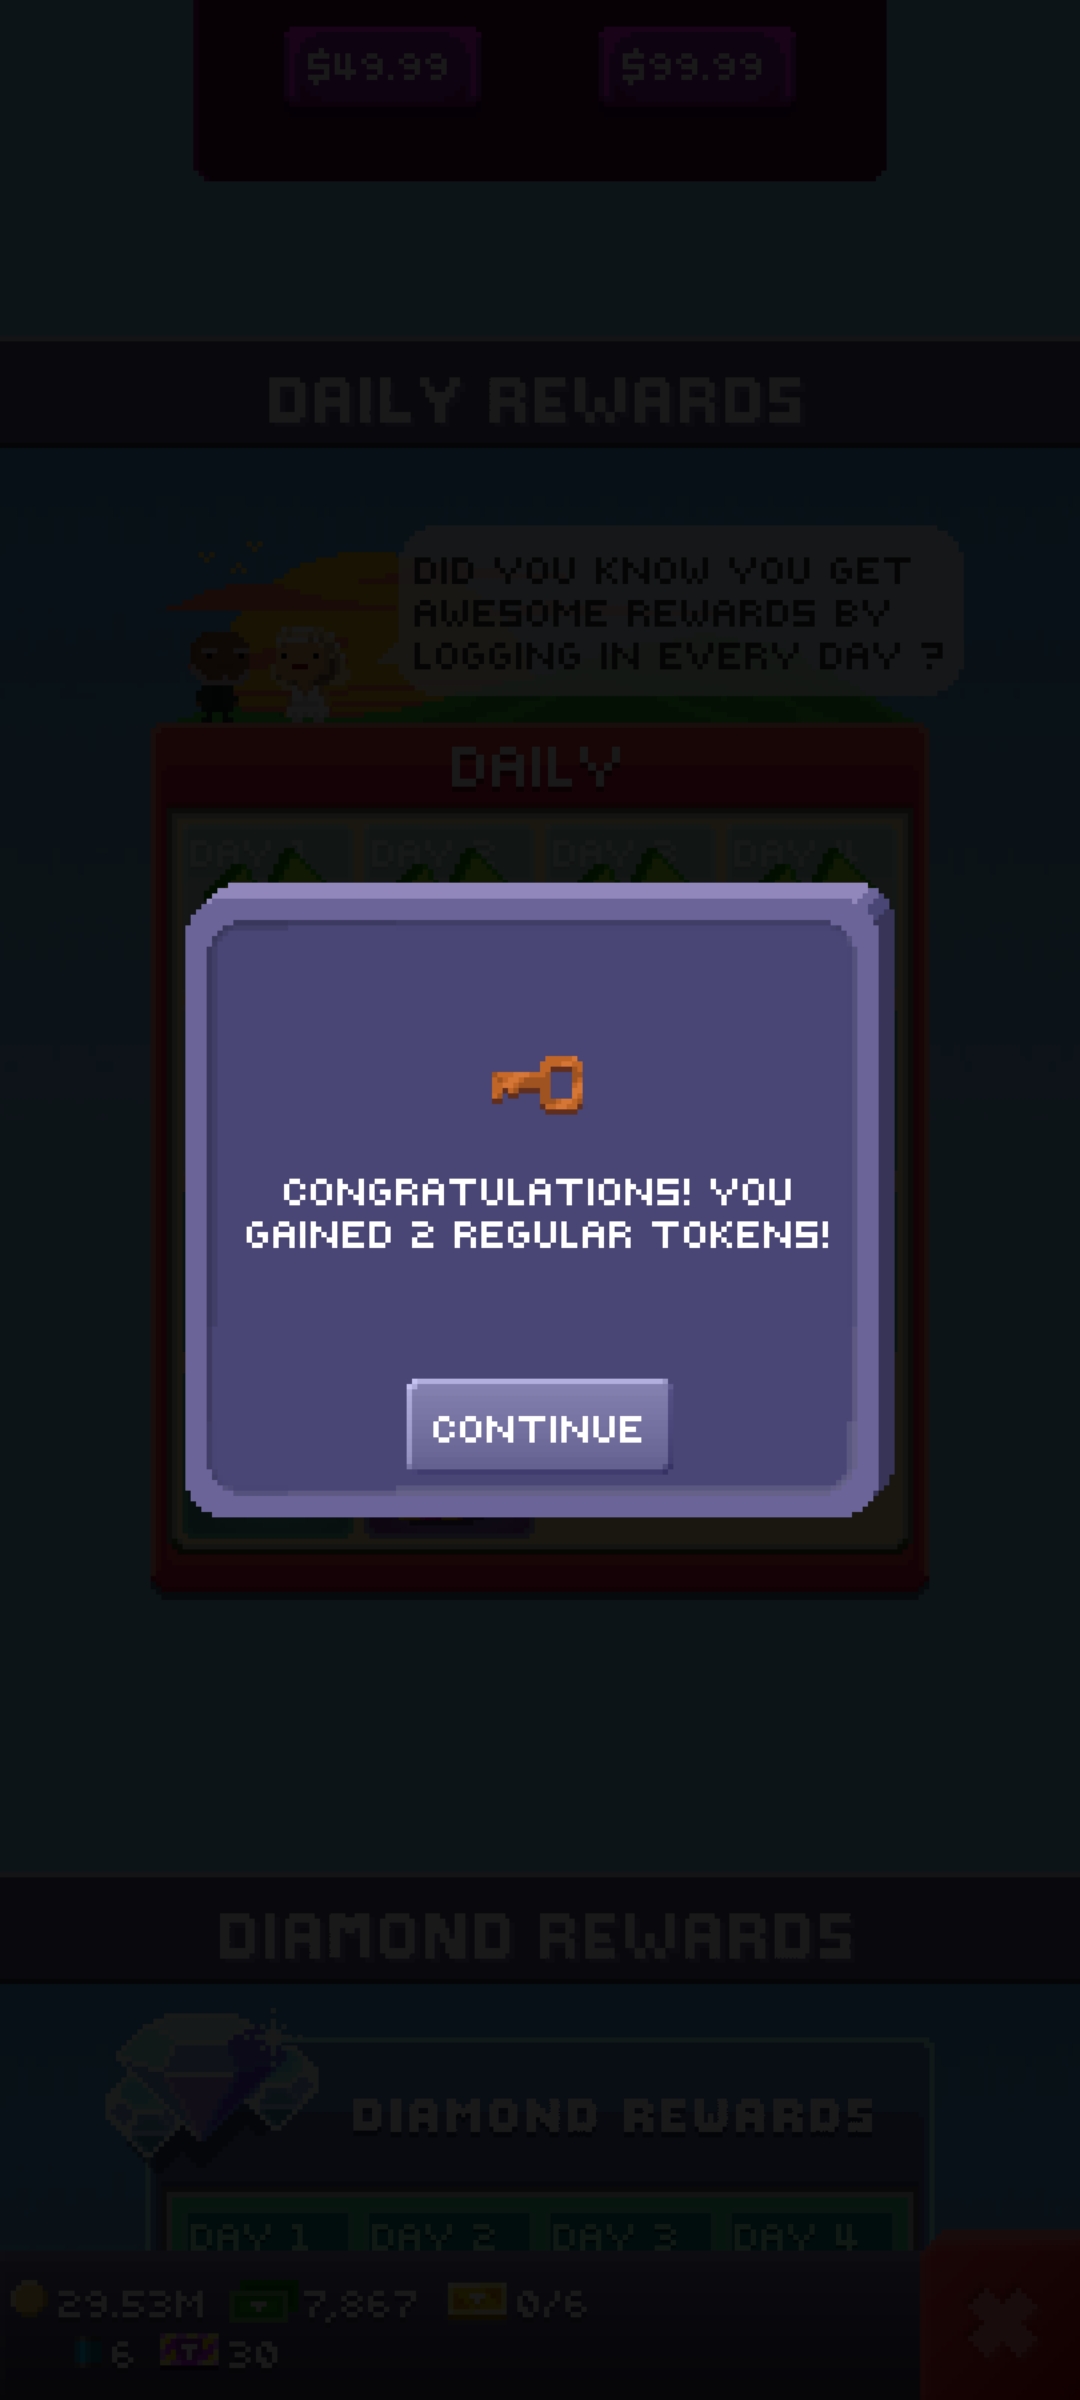 $49.99 $99.99
DAILY REWARDS
DID YOU KNOW YOU GET
AWESOME REWARDS BY
LOGGING IN EVERY DAY ?
DAILY
DAY 1 DAY 2 DAY 3 DAY 4
CONGRATULATIONS! YOU
GAINED 2 REGULAR TOKENS!
CONTINUE
DIAMOND REWARDS
DIAMOND REWARDS
DAY 1 DAY 2 DAY 3 DAY 4
29.53M 7,867 0/6
6 T 30